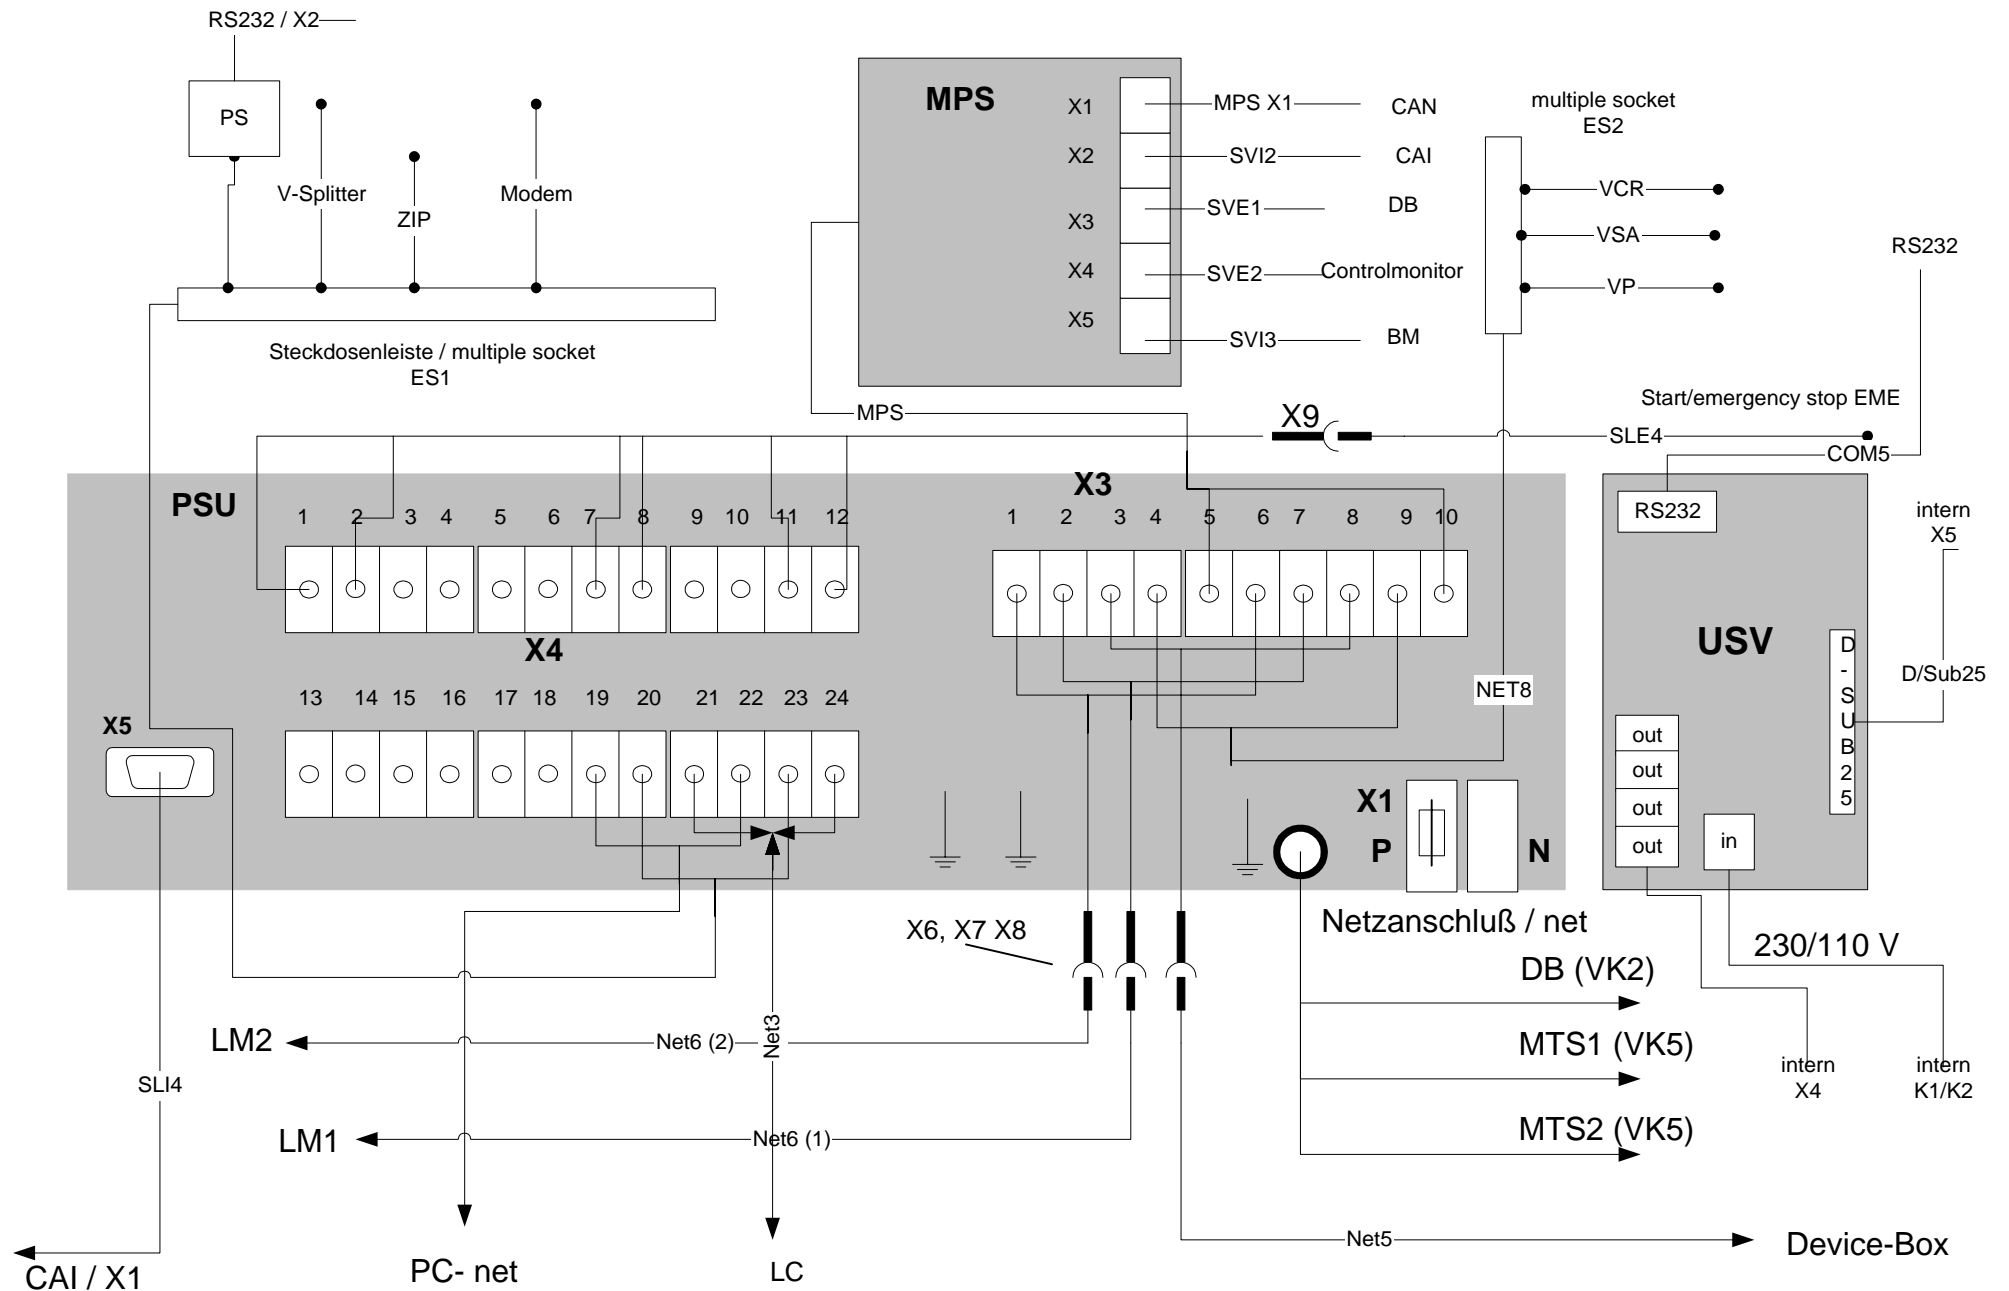 RS232 / X2
PS
V-Splitter
ZIP
Modem
Steckdosenleiste / multiple socket
ES1
MPS
X1
X2
X3
X4
X5
MPS X1
CAN
SVI2
CAI
SVE1
DB
SVE2
Controlmonitor
SVI3
BM
multiple socket
ES2
VCR
VSA
VP
RS232
MPS
X9
Start/emergency stop EME
SLE4
COM5
PSU
1 2 3 4 5 6 7 8 9 10 11 12
X4
13 14 15 16 17 18 19 20 21 22 23 24
X5
X3
1 2 3 4 5 6 7 8 9 10
NET8
X1
P
N
RS232
USV
D-SUB25
out
out
out
out
in
intern
X5
D/Sub25
X6, X7 X8
Netzanschluß / net
230/110 V
DB (VK2)
MTS1 (VK5)
MTS2 (VK5)
intern
X4
intern
K1/K2
LM2
Net6 (2)
Net3
SLI4
LM1
Net6 (1)
Net5
Device-Box
CAI / X1
PC- net
LC